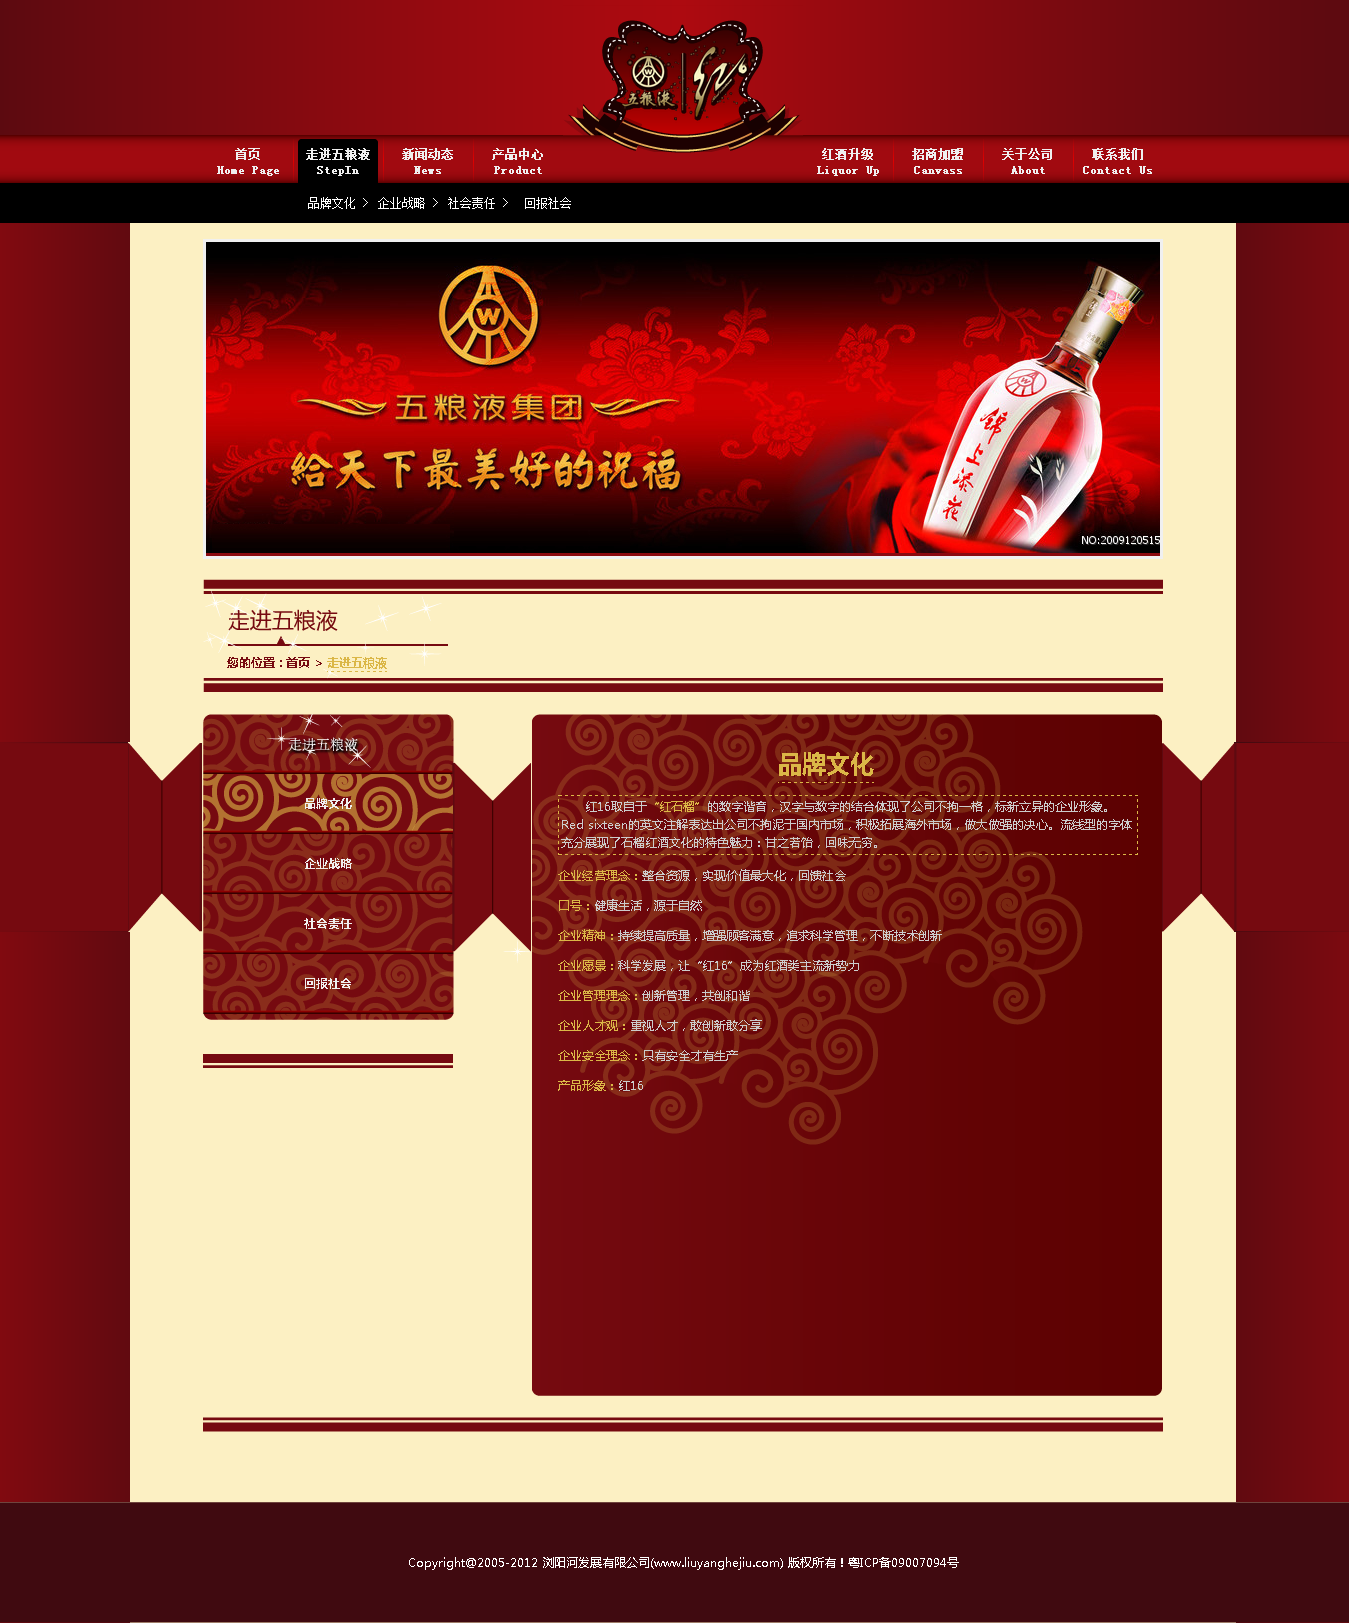 五粮液 红16
首页 走进五粮液 新闻动态 产品中心 红酒升级 招商加盟 关于公司 联系我们
Home Page StepIn News Product Liquor Up Canvass About Contact Us
品牌文化 > 企业战略 > 社会责任 > 回报社会
W
五粮液集团
給天下最美好的祝福
錦上添花
NO:2009120515
走进五粮液
您的位置：首页 > 走进五粮液
走进五粮液
品牌文化
企业战略
社会责任
回报社会
品牌文化
红16取自于“红石榴”的数字谐音，汉字与数字的结合体现了公司不拘一格，标新立异的企业形象。
Red sixteen的英文注解表达出公司不拘泥于国内市场，积极拓展海外市场，做大做强的决心。流线型的字体
充分展现了石榴红酒文化的特色魅力：甘之若饴，回味无穷。
企业经营理念：整合资源，实现价值最大化，回馈社会
口号：健康生活，源于自然
企业精神：持续提高质量，增强顾客满意，追求科学管理，不断技术创新
企业愿景：科学发展，让“红16”成为红酒类主流新势力
企业管理理念：创新管理，共创和谐
企业人才观：重视人才，敢创新敢分享
企业安全理念：只有安全才有生产
产品形象：红16
Copyright@2005-2012 浏阳河发展有限公司(www.liuyanghejiu.com) 版权所有！粤ICP备09007094号